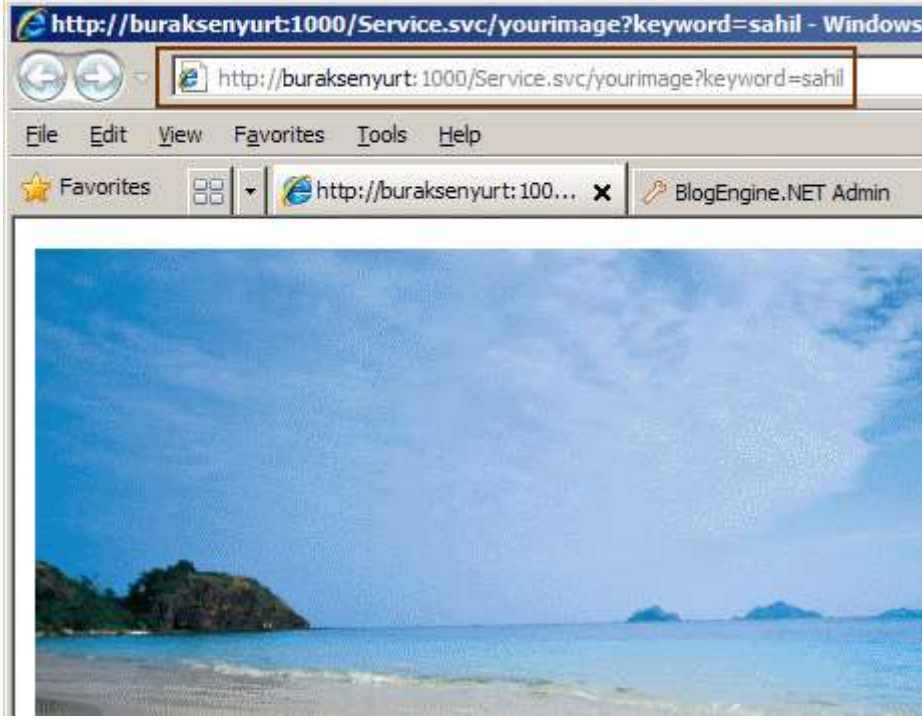 http://buraksenyurt:1000/Service.svc/yourimage?keyword=sahil - Windows
http://buraksenyurt:1000/Service.svc/yourimage?keyword=sahil
File Edit View Favorites Tools Help
Favorites http://buraksenyurt:100... BlogEngine.NET Admin